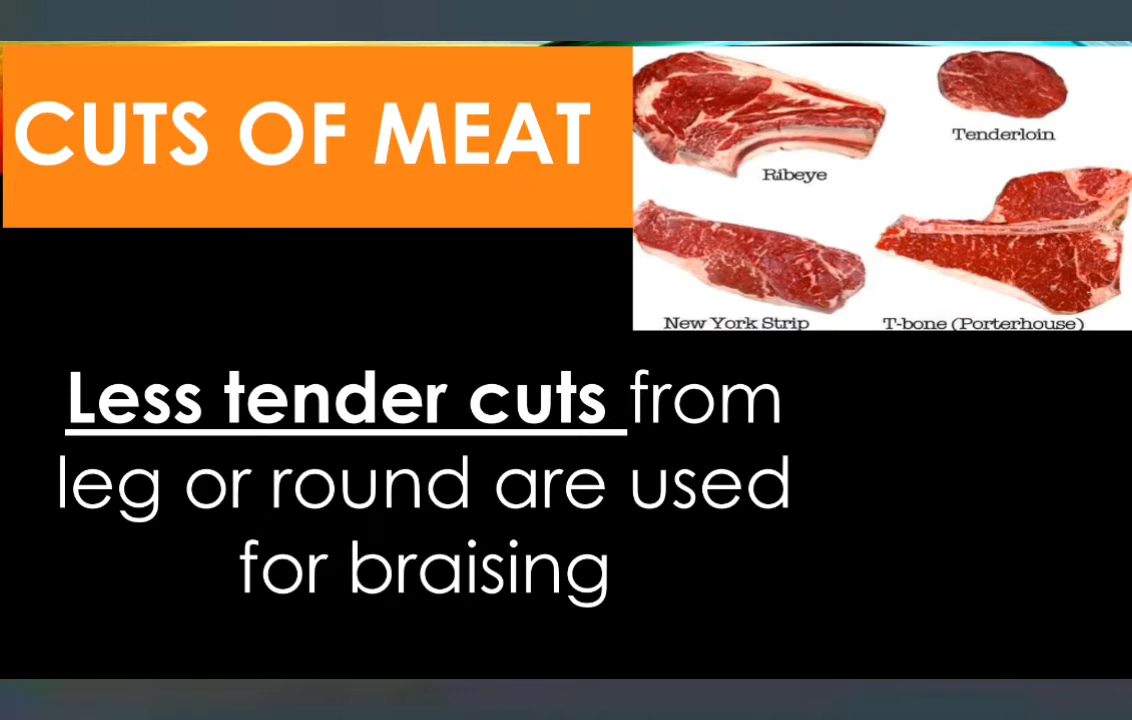 CUTS OF MEAT
Tenderloin
Ribeye
New York Strip
T-bone (Porterhouse)
Less tender cuts from
leg or round are used
for braising